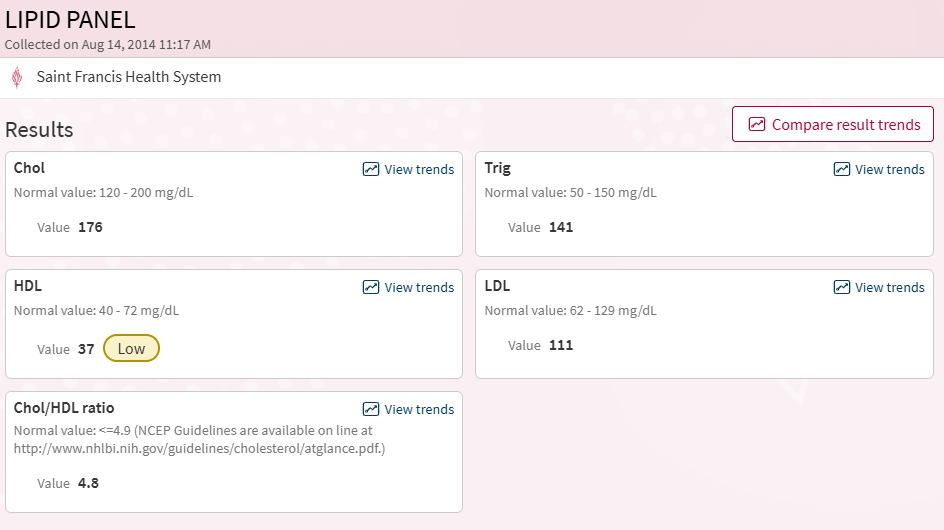 LIPID PANEL
Collected on Aug 14, 2014 11:17 AM
Saint Francis Health System
Results
Compare result trends
Chol
View trends
Normal value: 120 - 200 mg/dL
Value 176
Trig
View trends
Normal value: 50 - 150 mg/dL
Value 141
HDL
View trends
Normal value: 40 - 72 mg/dL
Value 37 Low
LDL
View trends
Normal value: 62 - 129 mg/dL
Value 111
Chol/HDL ratio
View trends
Normal value: <=4.9 (NCEP Guidelines are available on line at
http://www.nhlbi.nih.gov/guidelines/cholesterol/atglance.pdf.)
Value 4.8